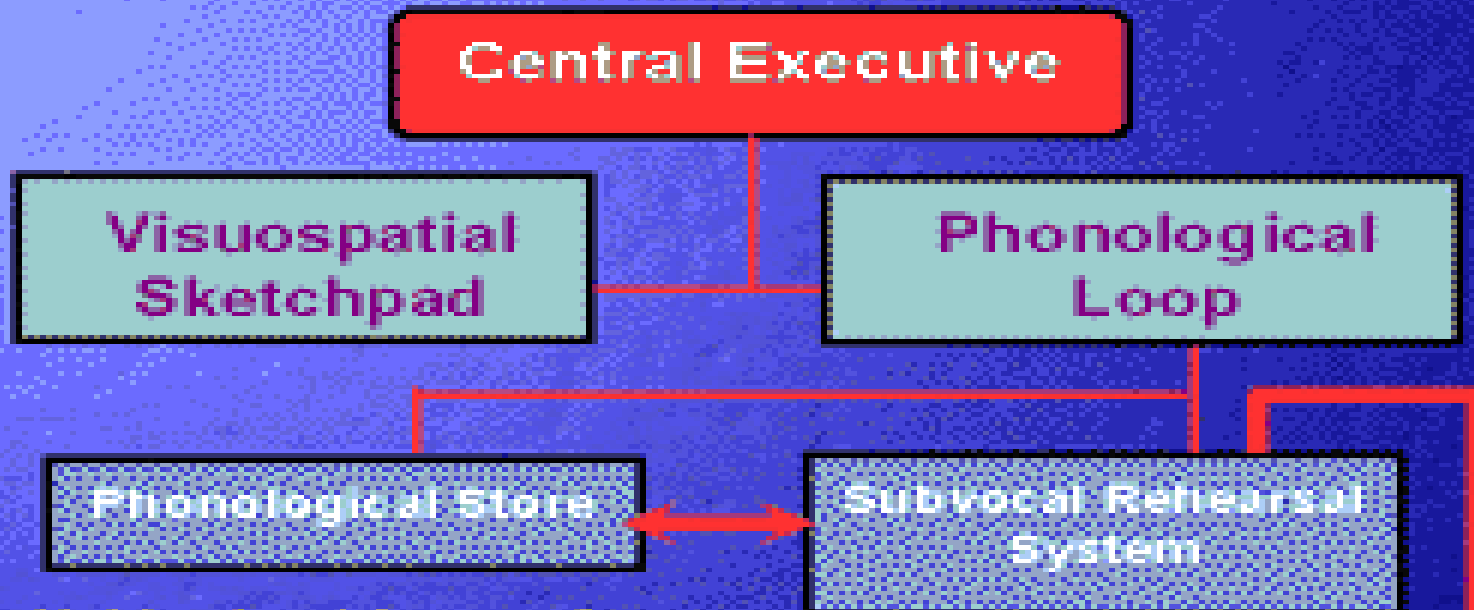 Central Executive
Visuospatial
Sketchpad
Phonological
Loop
Phonological Store
Subvocal Rehearsal
System